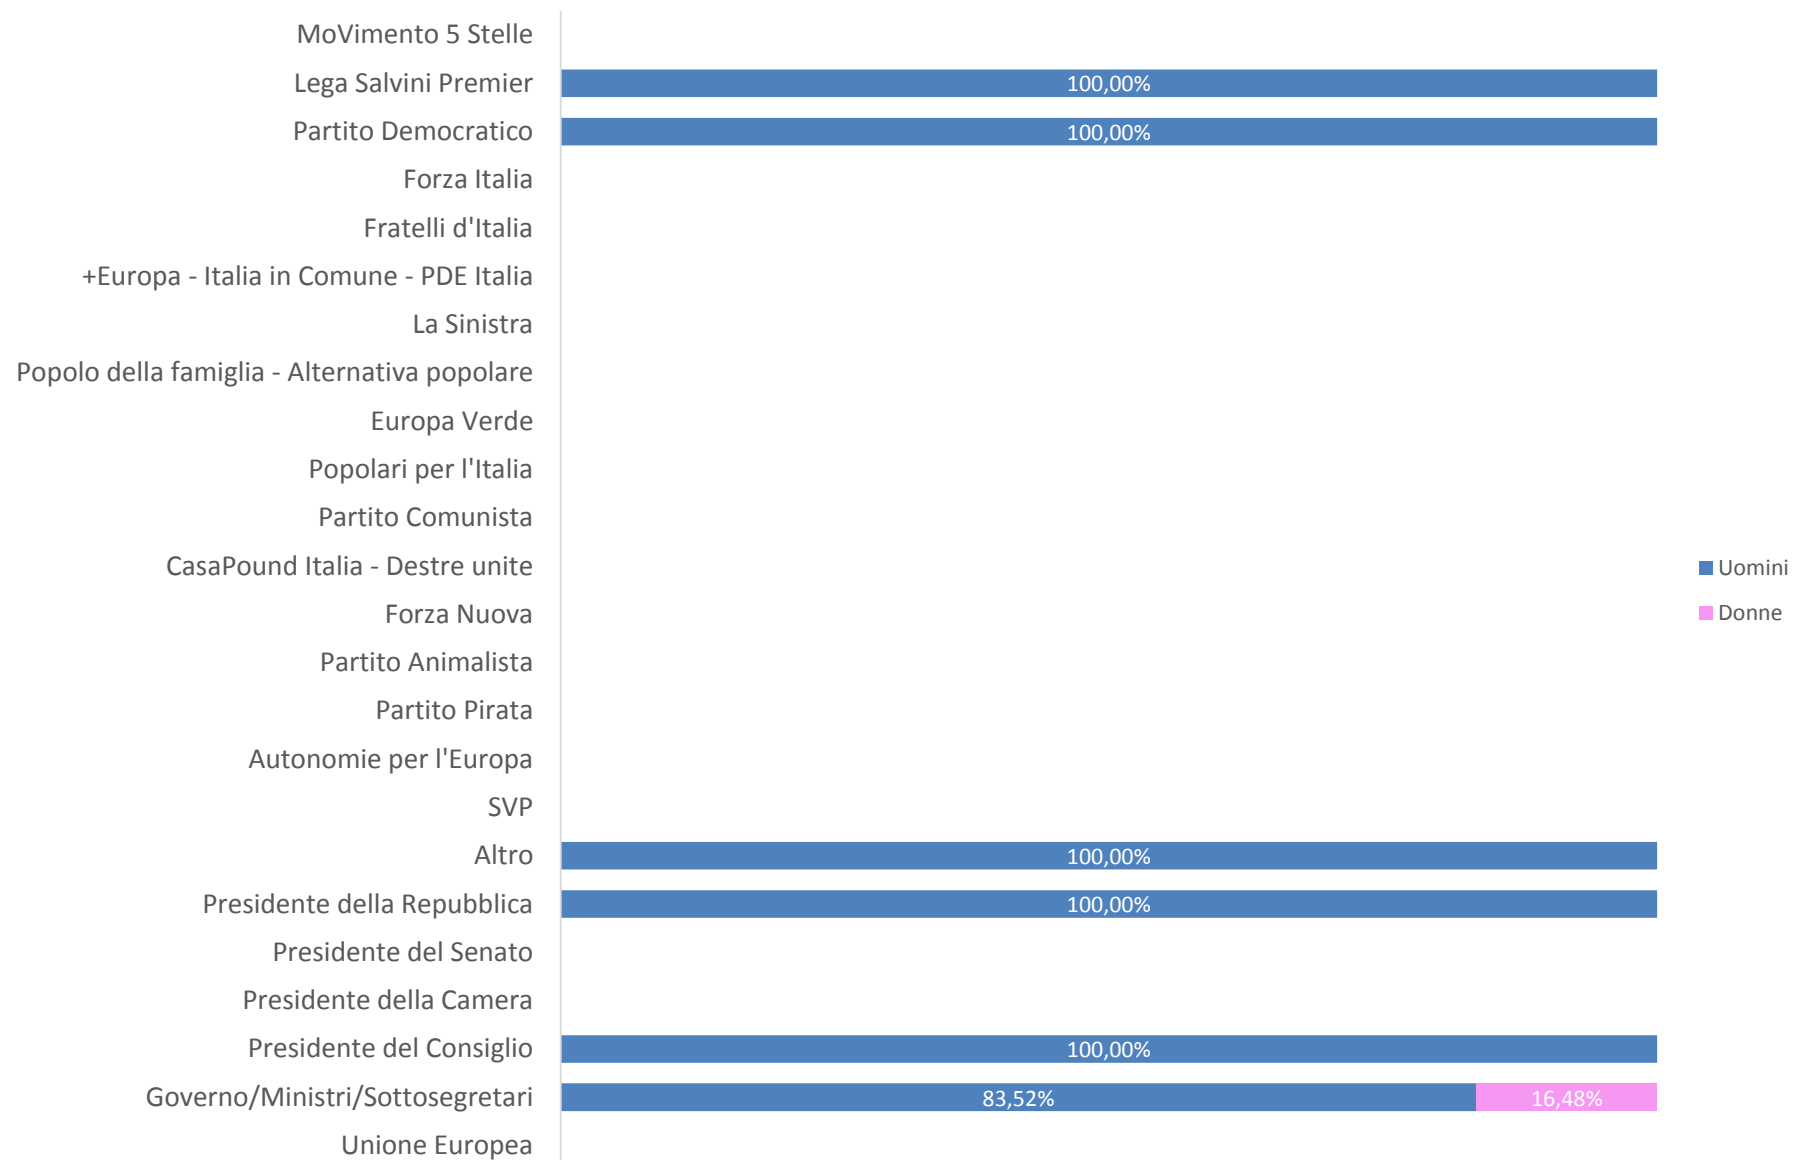 MoVimento 5 Stelle
Lega Salvini Premier 100,00%
Partito Democratico 100,00%
Forza Italia
Fratelli d'Italia
+Europa - Italia in Comune - PDE Italia
La Sinistra
Popolo della famiglia - Alternativa popolare
Europa Verde
Popolari per l'Italia
Partito Comunista
CasaPound Italia - Destre unite
Uomini
Forza Nuova
Donne
Partito Animalista
Partito Pirata
Autonomie per l'Europa
SVP
Altro 100,00%
Presidente della Repubblica 100,00%
Presidente del Senato
Presidente della Camera
Presidente del Consiglio 100,00%
Governo/Ministri/Sottosegretari 83,52% 16,48%
Unione Europea